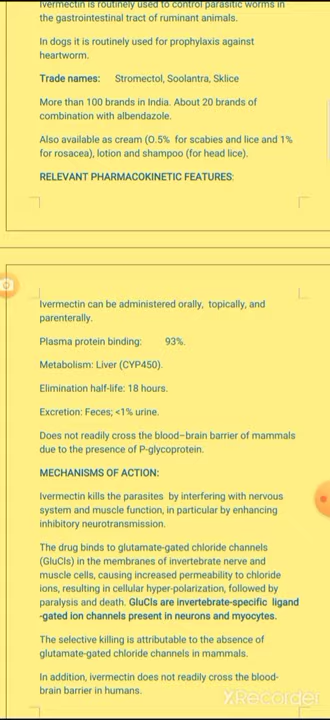 Ivermectin is routinely used to control parasitic worms in
the gastrointestinal tract of ruminant animals.
In dogs it is routinely used for prophylaxis against
heartworm.
Trade names: Stromectol, Soolantra, Sklice
More than 100 brands in India. About 20 brands of
combination with albendazole.
Also available as cream (0.5% for scabies and lice and 1%
for rosacea), lotion and shampoo (for head lice).
RELEVANT PHARMACOKINETIC FEATURES:
Ivermectin can be administered orally, topically, and
parenterally.
Plasma protein binding: 93%.
Metabolism: Liver (CYP450).
Elimination half-life: 18 hours.
Excretion: Feces; <1% urine.
Does not readily cross the blood–brain barrier of mammals
due to the presence of P-glycoprotein.
MECHANISMS OF ACTION:
Ivermectin kills the parasites by interfering with nervous
system and muscle function, in particular by enhancing
inhibitory neurotransmission.
The drug binds to glutamate-gated chloride channels
(GluCls) in the membranes of invertebrate nerve and
muscle cells, causing increased permeability to chloride
ions, resulting in cellular hyper-polarization, followed by
paralysis and death. GluCls are invertebrate-specific ligand
-gated ion channels present in neurons and myocytes.
The selective killing is attributable to the absence of
glutamate-gated chloride channels in mammals.
In addition, ivermectin does not readily cross the blood-
brain barrier in humans.
XRecorder